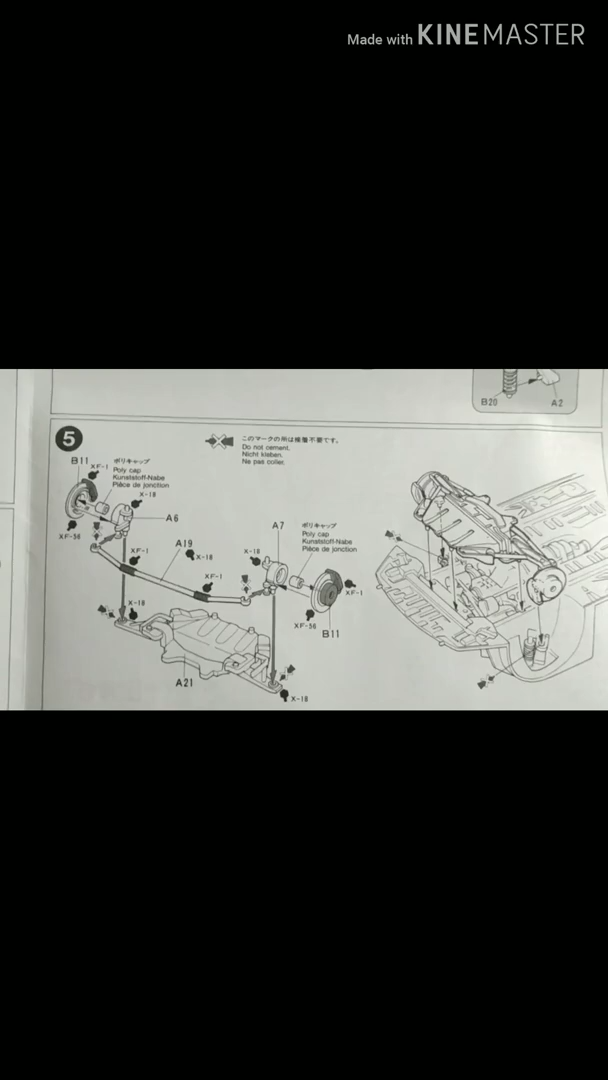 Made with KINEMASTER
B20
A2
5
このマークの所は接着不要です。
Do not cement.
Nicht kleben.
Ne pas coller.
B11
XF-1
ポリキャップ
Poly cap
Kunststoff-Nabe
Pièce de jonction
X-18
XF-56
A6
A19
X-18
XF-1
A7
ポリキャップ
Poly cap
Kunststoff-Nabe
Pièce de jonction
X-18
XF-1
XF-1
X-18
XF-56
B11
A21
X-18